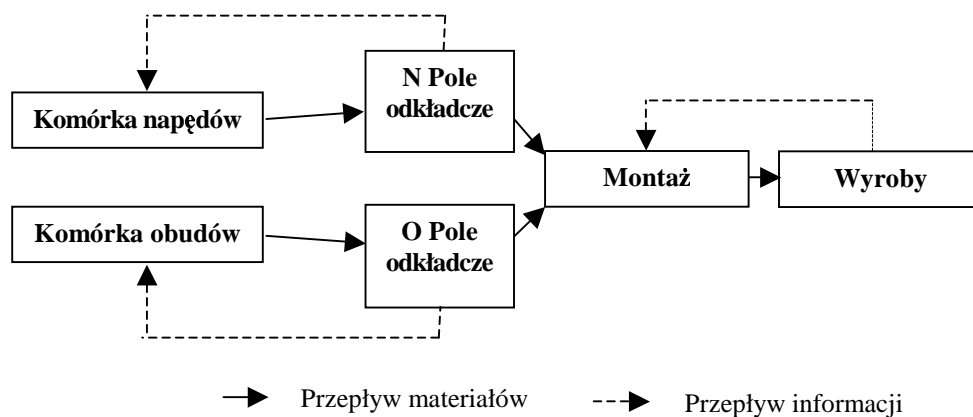 N Pole
odkładcze
Komórka napędów
Montaż
Wyroby
Komórka obudów
O Pole
odkładcze
Przepływ materiałów
Przepływ informacji